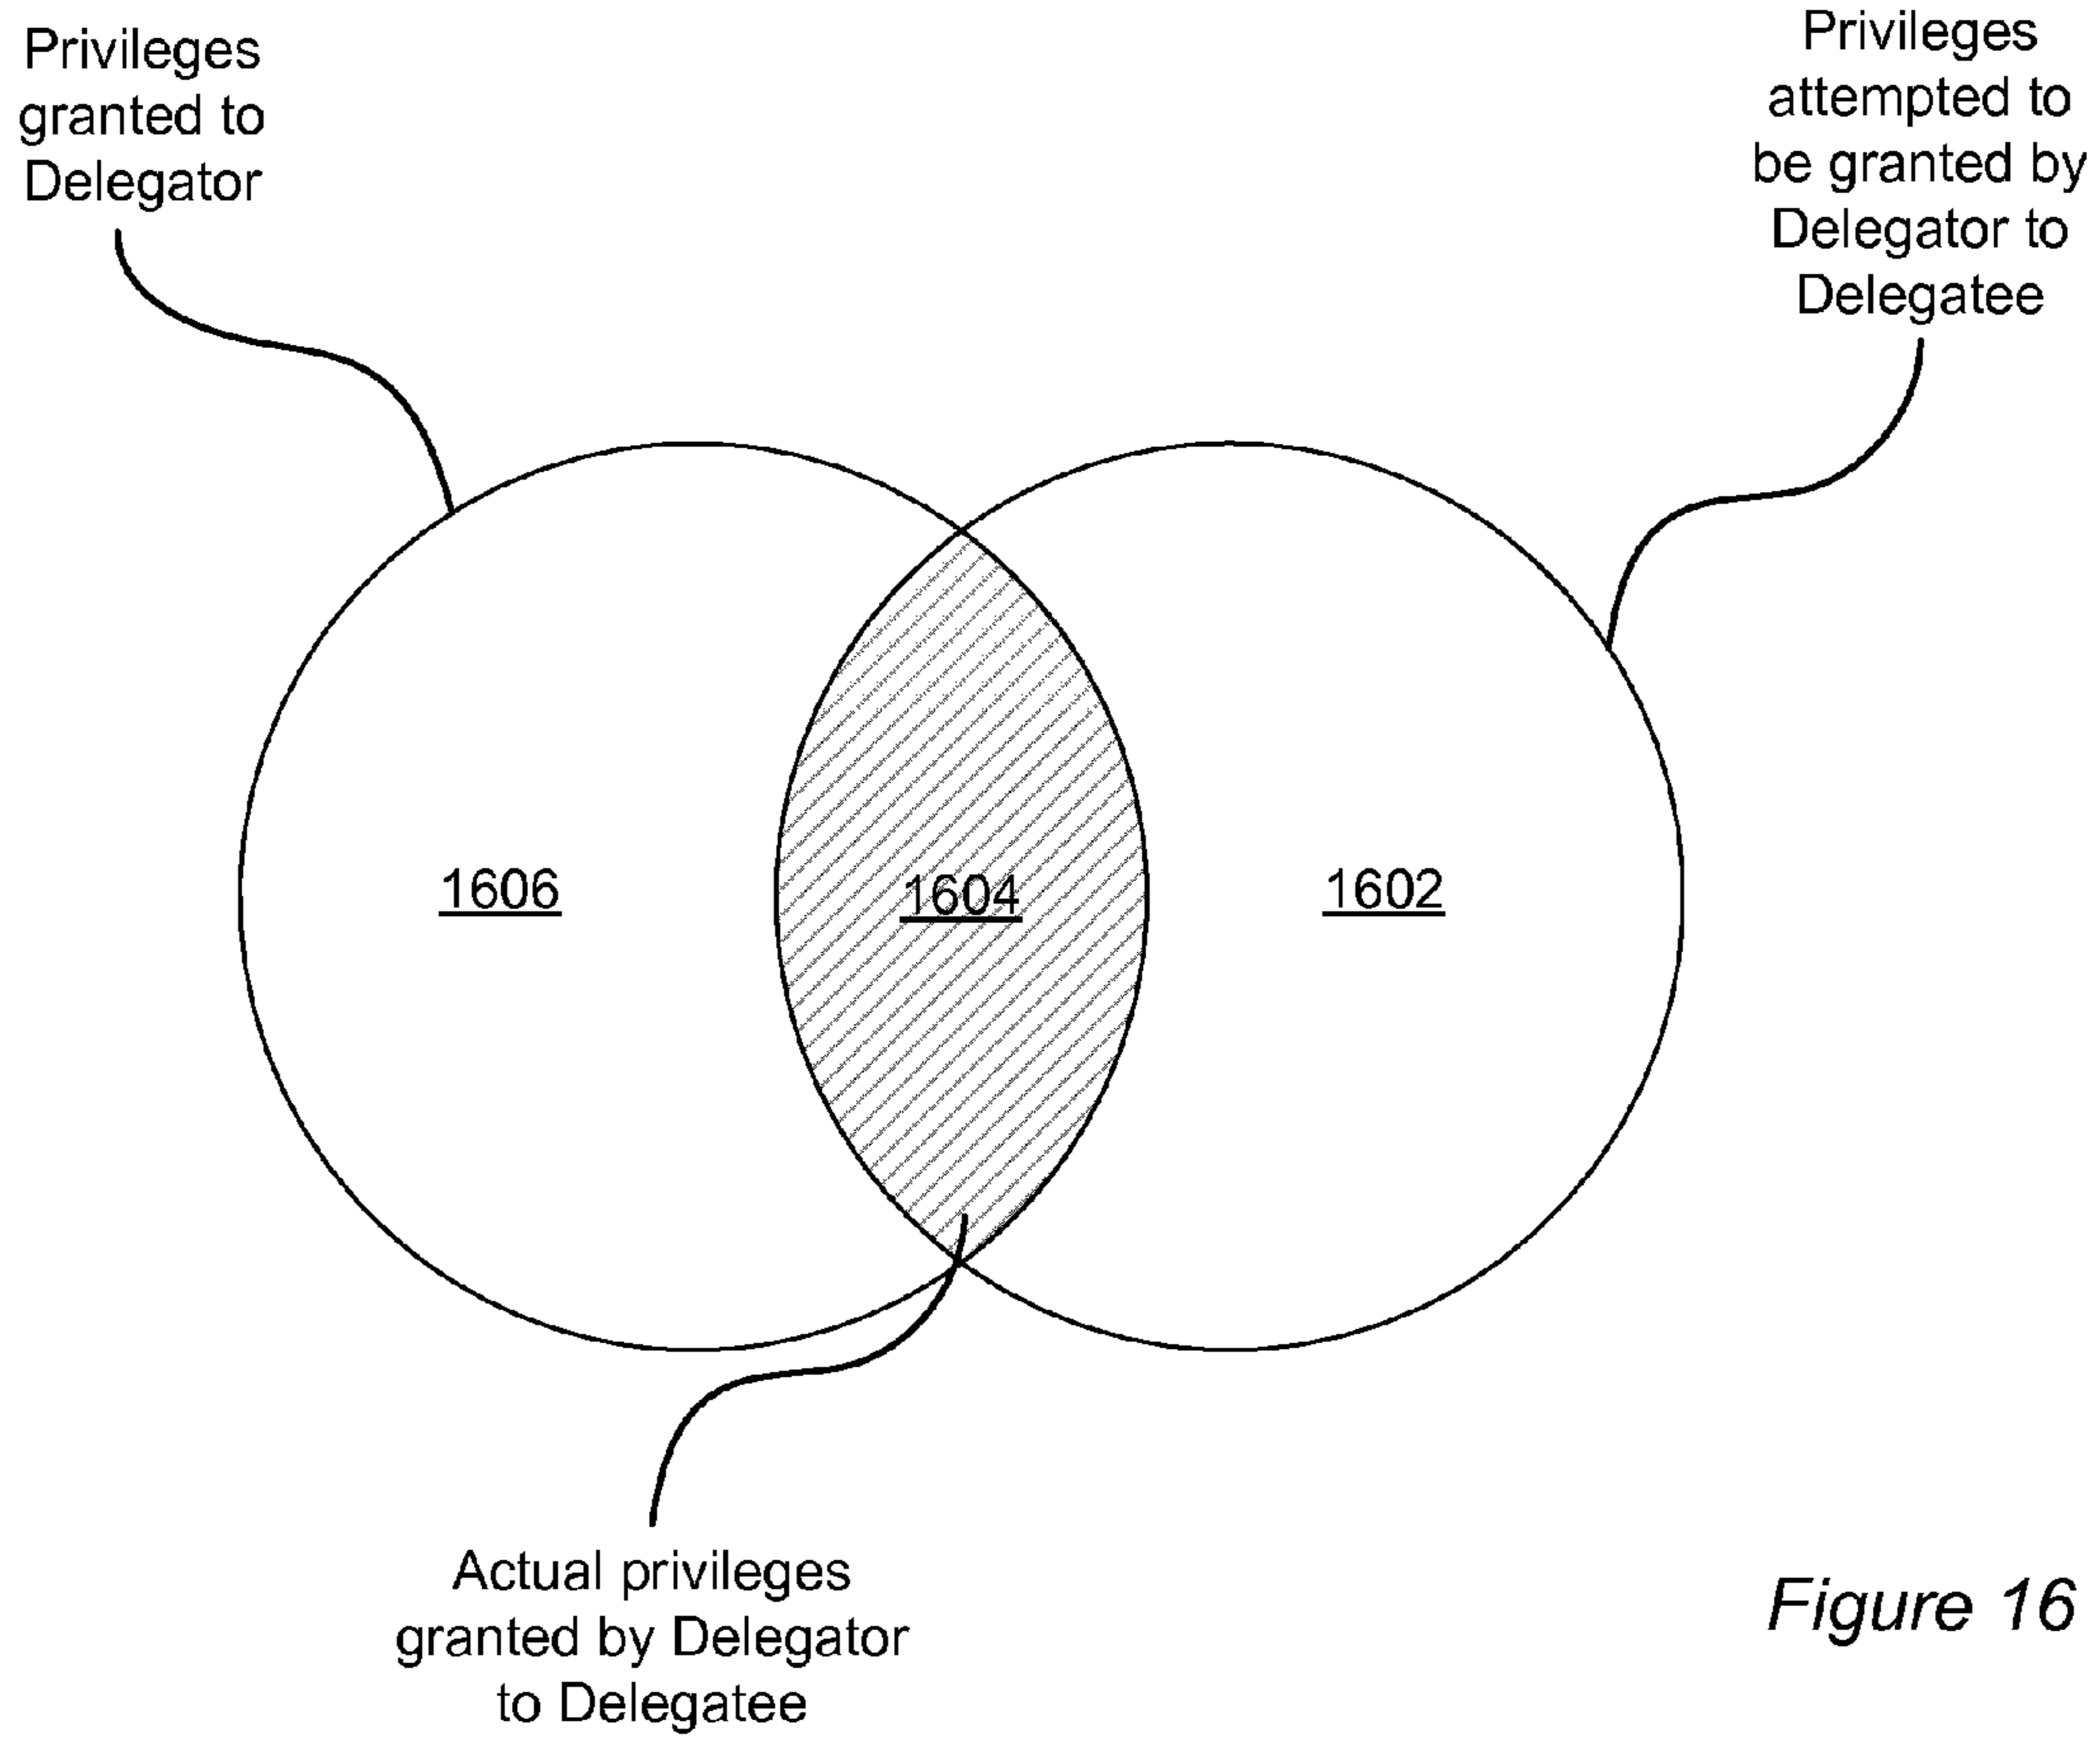 Privileges
granted to
Delegator
Privileges
attempted to
be granted by
Delegator to
Delegatee
1606
1604
1602
Actual privileges
granted by Delegator
to Delegatee
Figure 16